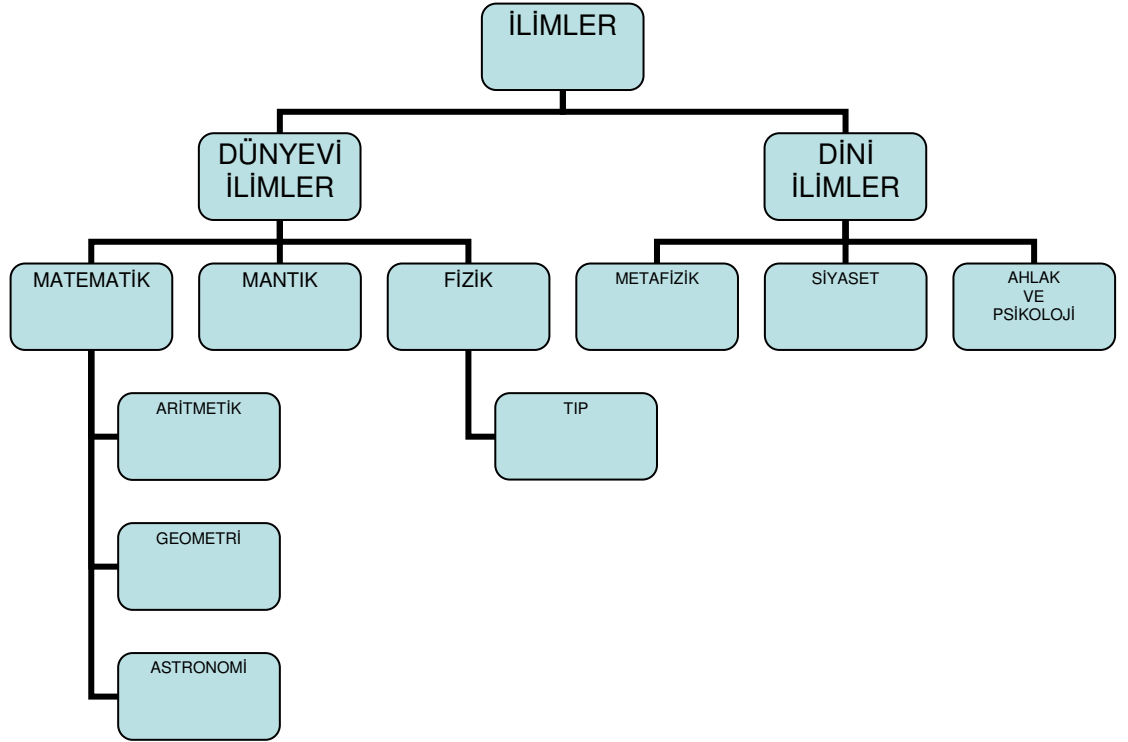 İLİMLER
DÜNYEVİ
İLİMLER
DİNİ
İLİMLER
MATEMATİK
MANTIK
FİZİK
METAFİZİK
SİYASET
AHLAK
VE
PSİKOLOJİ
ARİTMETİK
TIP
GEOMETRİ
ASTRONOMİ